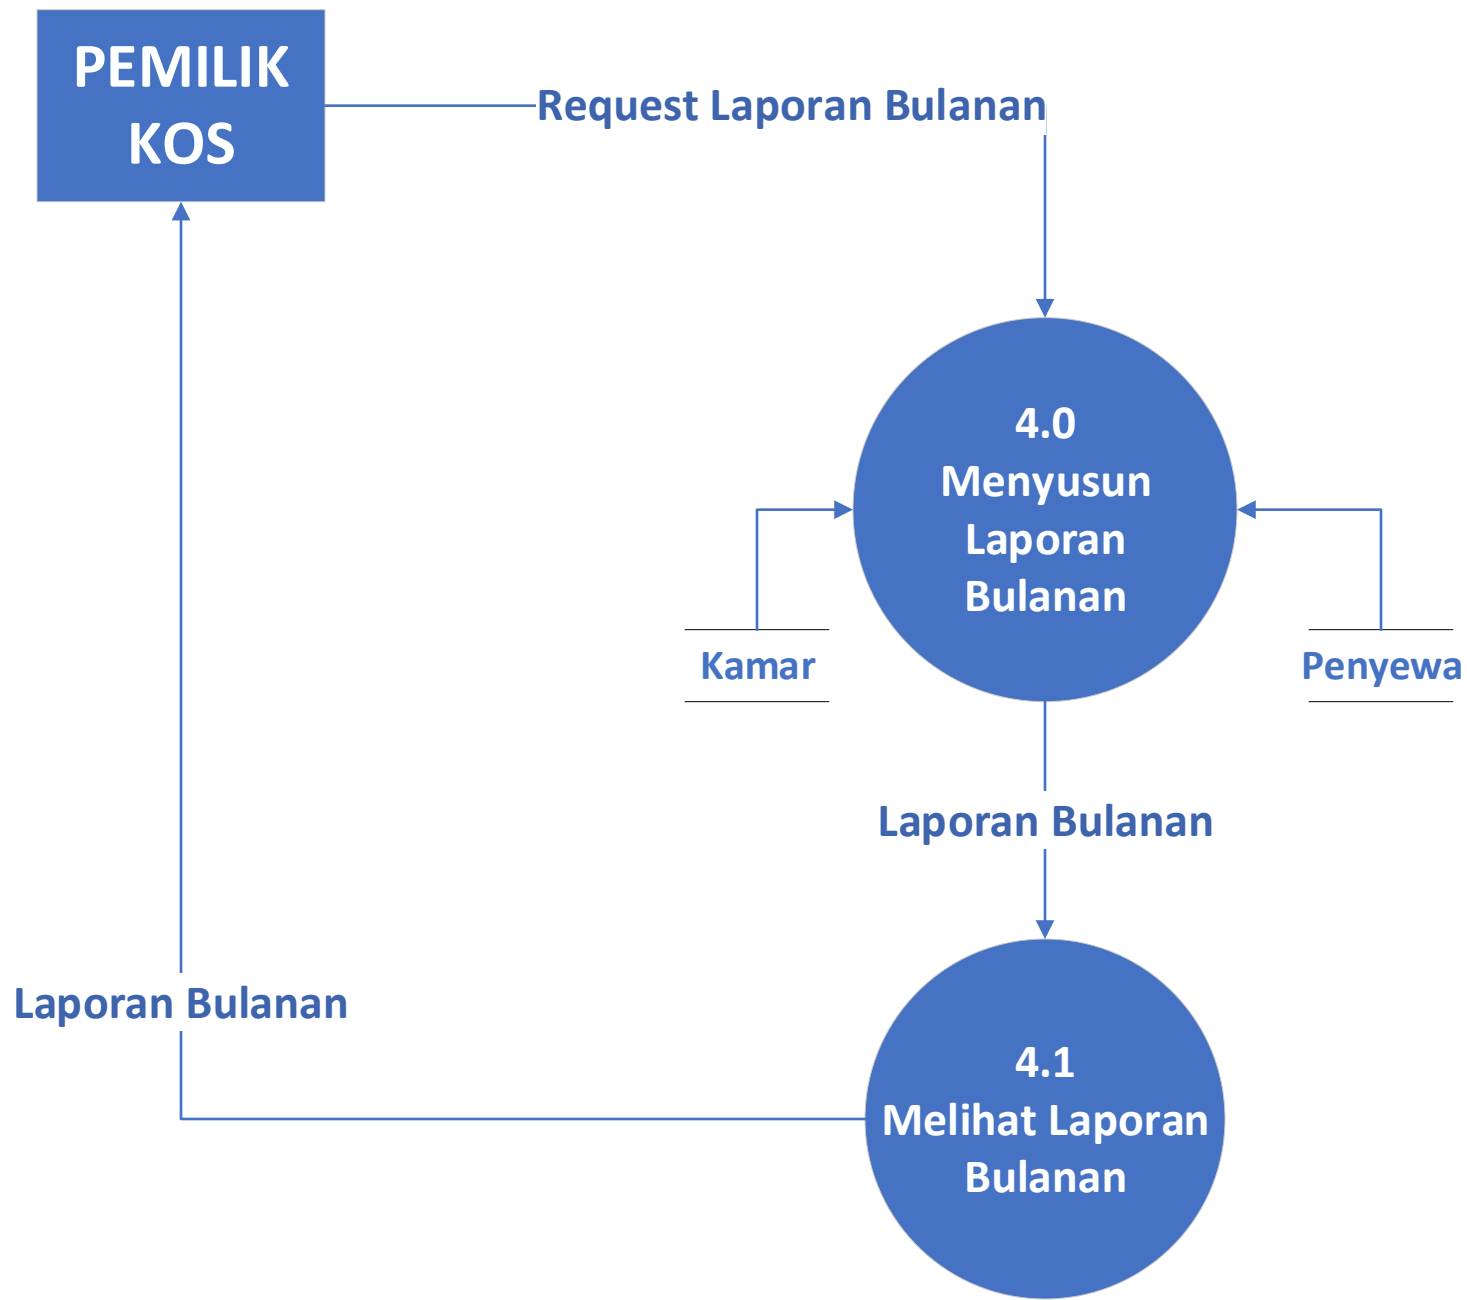 PEMILIK
KOS
Request Laporan Bulanan
4.0
Menyusun
Laporan
Bulanan
Kamar
Penyewa
Laporan Bulanan
Laporan Bulanan
4.1
Melihat Laporan
Bulanan